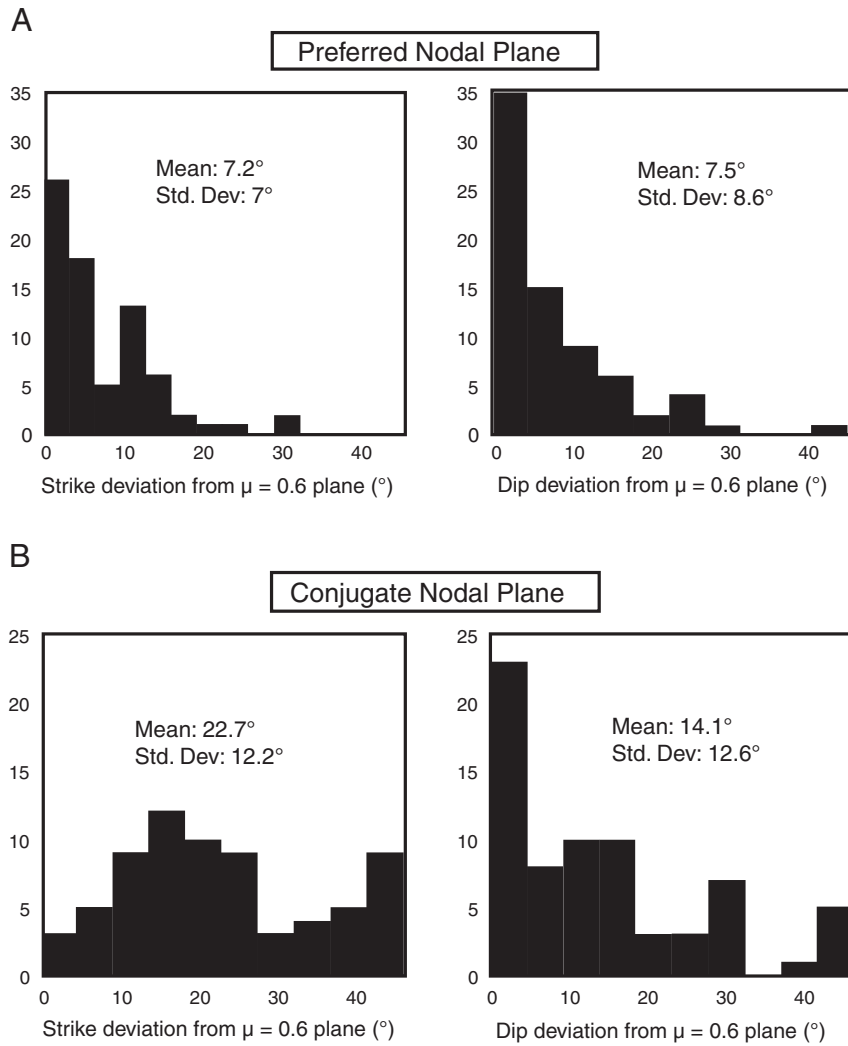 A
Preferred Nodal Plane
35
30
25
20
15
10
5
0
Mean: 7.2°
Std. Dev: 7°
0 10 20 30 40
Strike deviation from μ = 0.6 plane (°)
35
30
25
20
15
10
5
0
Mean: 7.5°
Std. Dev: 8.6°
0 10 20 30 40
Dip deviation from μ = 0.6 plane (°)
B
Conjugate Nodal Plane
25
20
15
10
5
0
Mean: 22.7°
Std. Dev: 12.2°
0 10 20 30 40
Strike deviation from μ = 0.6 plane (°)
25
20
15
10
5
0
Mean: 14.1°
Std. Dev: 12.6°
0 10 20 30 40
Dip deviation from μ = 0.6 plane (°)